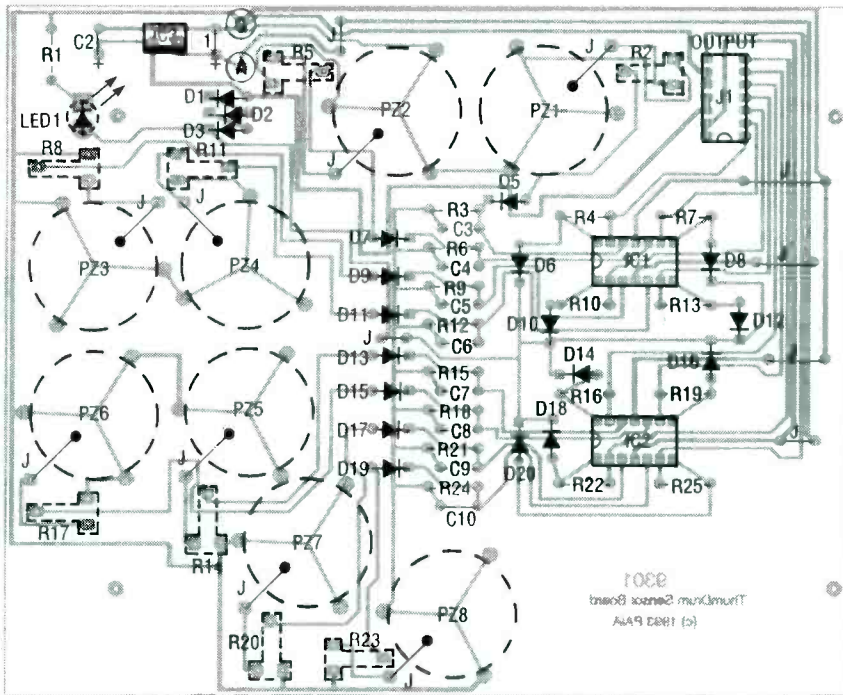 R1
C2
1
A
J
R5
J
R2
OUTPUT
J1
LED1
D1
D2
D3
PZ2
PZ1
R8
R11
J
J
J
D5
J
R3
C3
R4
R7
D7
R6
PZ3
PZ4
D9
C4
D6
IC1
D8
J
R9
C5
D11
R12
R10
R13
D10
D12
J
C6
D13
D14
D16
J
R15
D15
C7
R16
R19
PZ6
PZ5
R18
D17
C8
D18
IC2
J
R21
D19
C9
D20
J
J
R24
R22
R25
C10
R17
R14
PZ7
J
9301
ThumDrum Sensor Board
(c) 1993 PAiA
PZ8
R20
R23
J